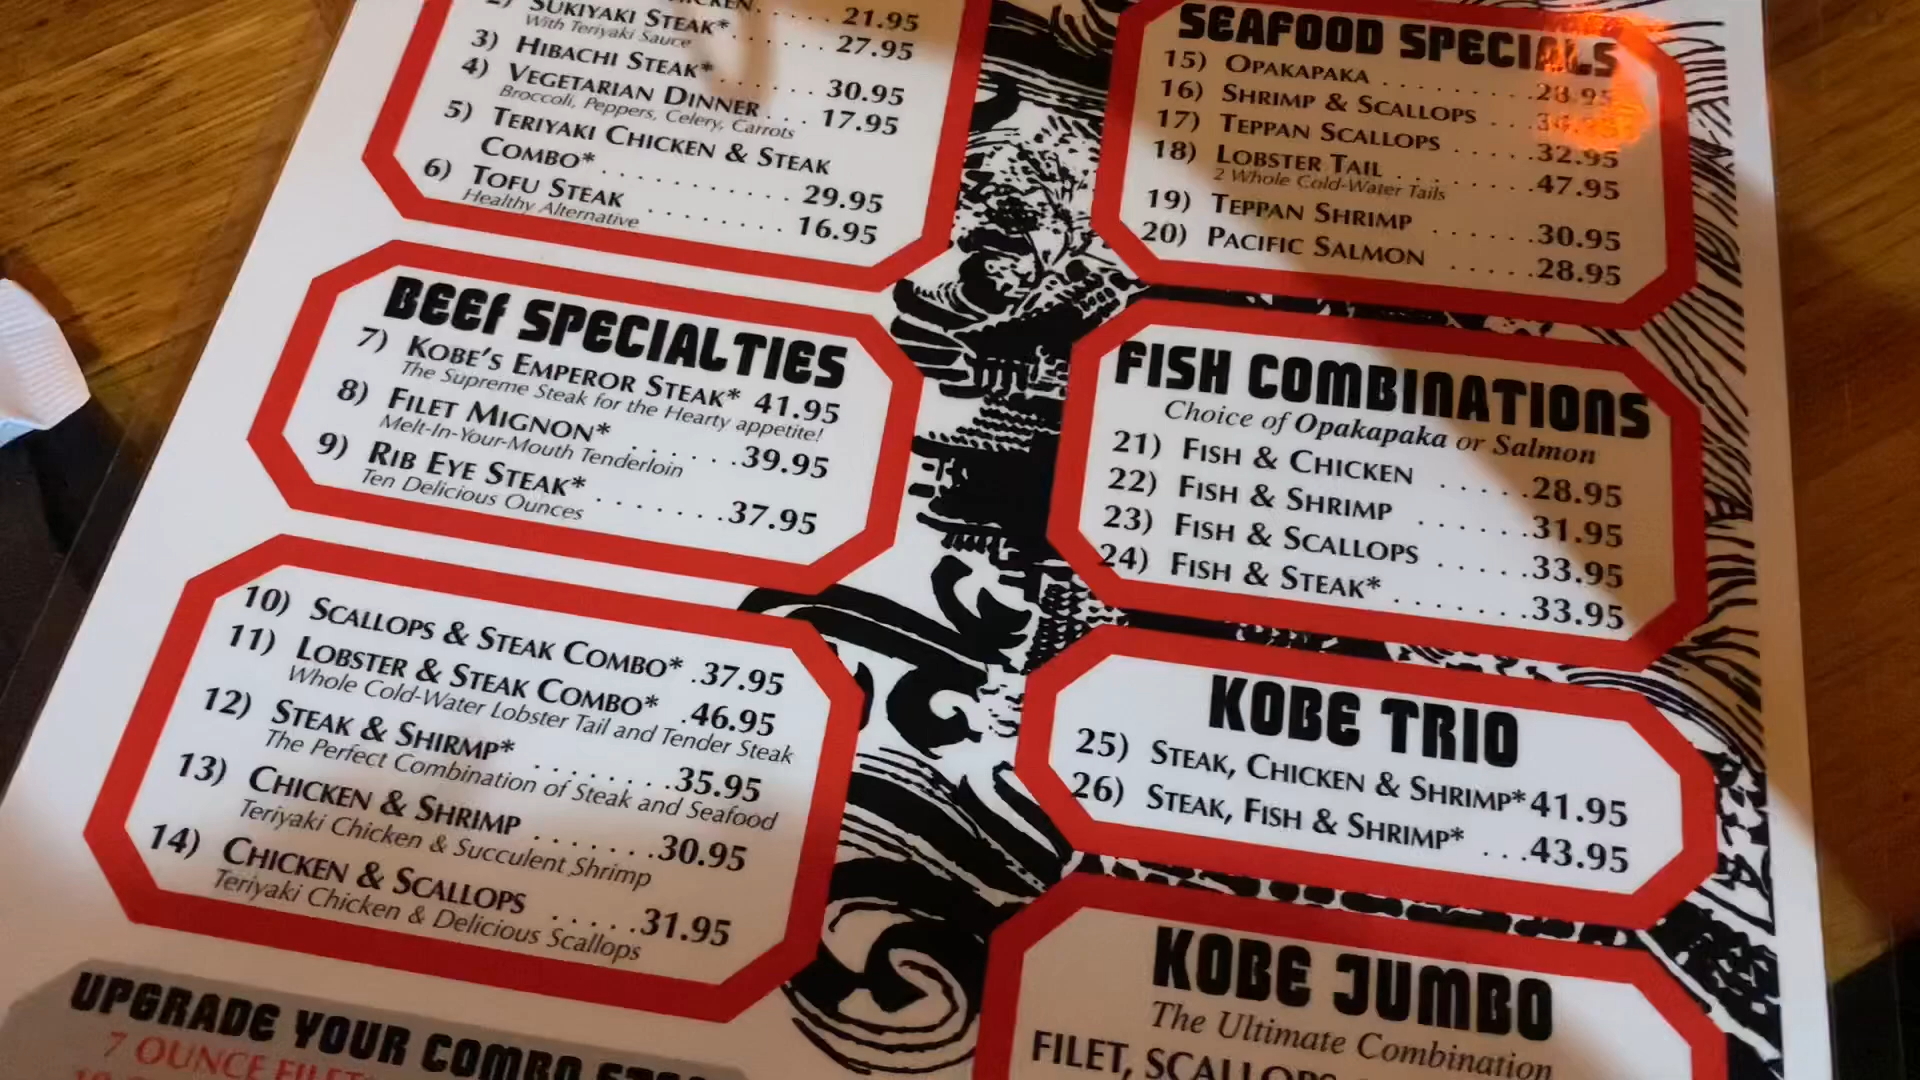 21.95
2) SUKIYAKI STEAK* . . . . . . 27.95
With Teriyaki Sauce
3) HIBACHI STEAK* . . . . . . 30.95
4) VEGETARIAN DINNER . . . 17.95
Broccoli, Peppers, Celery, Carrots
5) TERIYAKI CHICKEN & STEAK
COMBO* . . . . . . . . . . . 29.95
6) TOFU STEAK . . . . . . . . 16.95
Healthy Alternative
BEEF SPECIALTIES
7) KOBE'S EMPEROR STEAK* 41.95
The Supreme Steak for the Hearty appetite!
8) FILET MIGNON* . . . . . . 39.95
Melt-In-Your-Mouth Tenderloin
9) RIB EYE STEAK* . . . . . . . 37.95
Ten Delicious Ounces
10) SCALLOPS & STEAK COMBO* .37.95
11) LOBSTER & STEAK COMBO* .46.95
Whole Cold-Water Lobster Tail and Tender Steak
12) STEAK & SHIRMP* . . . . . . . .35.95
The Perfect Combination of Steak and Seafood
13) CHICKEN & SHRIMP . . . . . . .30.95
Teriyaki Chicken & Succulent Shrimp
14) CHICKEN & SCALLOPS . . . . .31.95
Teriyaki Chicken & Delicious Scallops
UPGRADE YOUR COMBO
7 OUNCE
SEAFOOD SPECIALS
15) OPAKAPAKA . . . . . . . . 28.95
16) SHRIMP & SCALLOPS . . .
17) TEPPAN SCALLOPS . . . . .32.95
18) LOBSTER TAIL . . . . . . . .47.95
2 Whole Cold-Water Tails
19) TEPPAN SHRIMP . . . . . .30.95
20) PACIFIC SALMON . . . . .28.95
FISH COMBINATIONS
Choice of Opakapaka or Salmon
21) FISH & CHICKEN . . . . .28.95
22) FISH & SHRIMP . . . . . .31.95
23) FISH & SCALLOPS . . . . .33.95
24) FISH & STEAK* . . . . . . .33.95
KOBE TRIO
25) STEAK, CHICKEN & SHRIMP* 41.95
26) STEAK, FISH & SHRIMP* . . .43.95
KOBE JUMBO
The Ultimate Combination
FILET, SCALLOPS